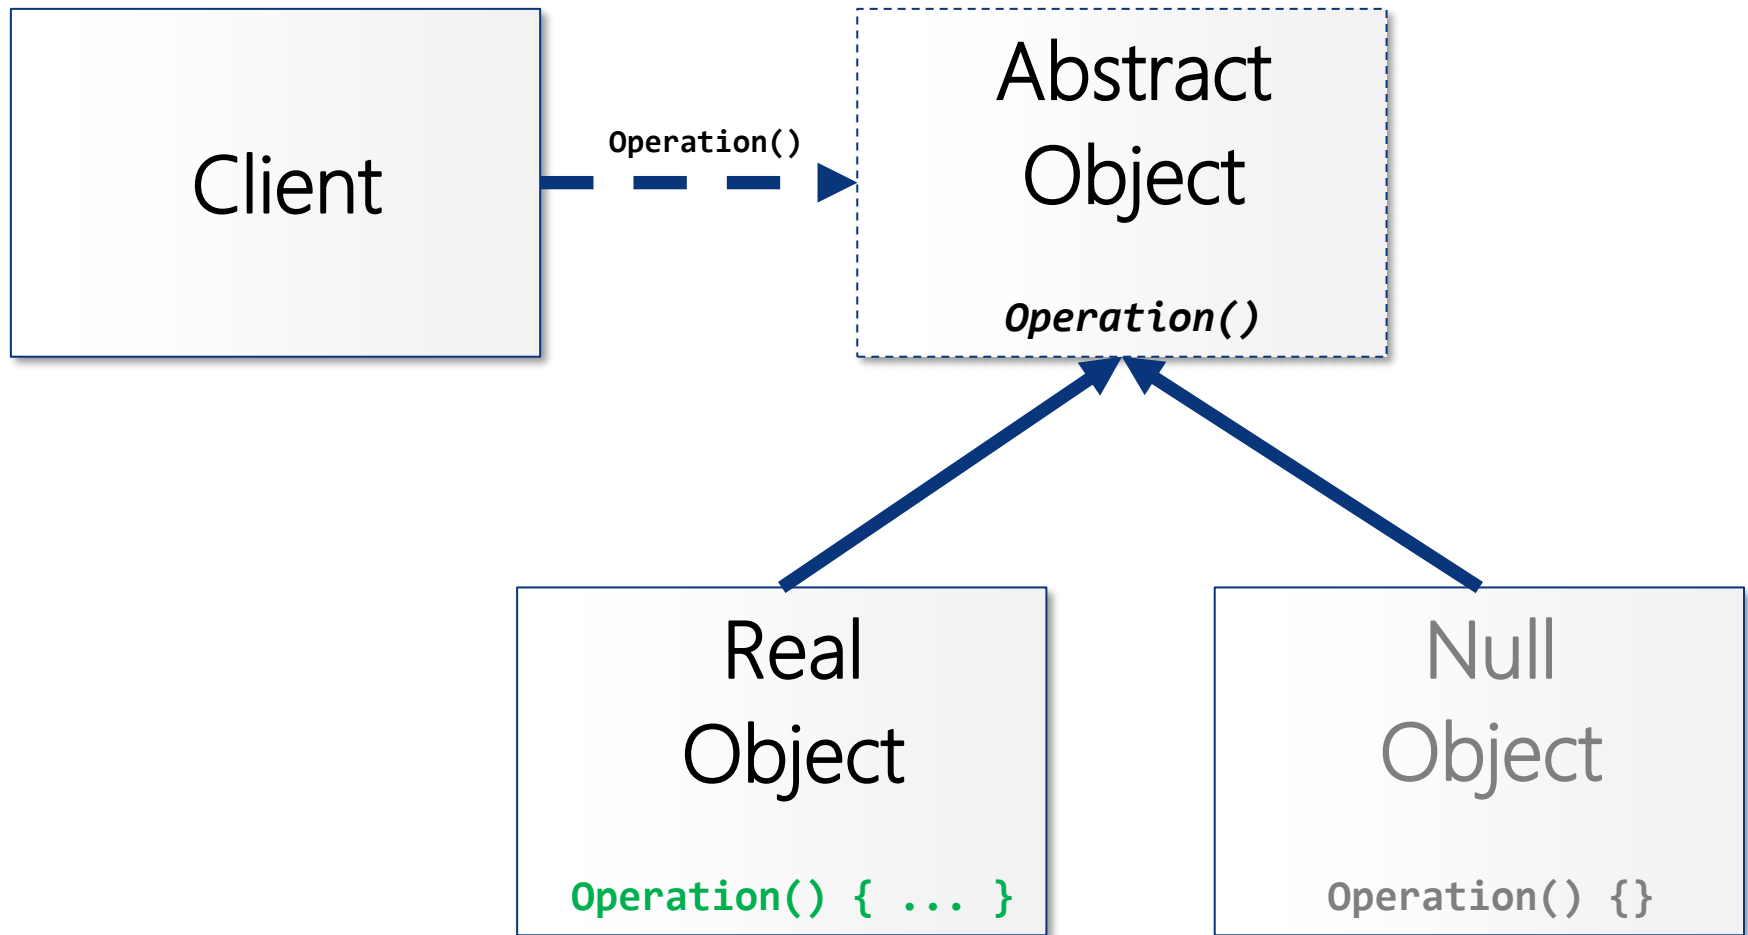 Client
Operation()
Abstract
Object
Operation()
Real
Object
Operation() { ... }
Null
Object
Operation() {}